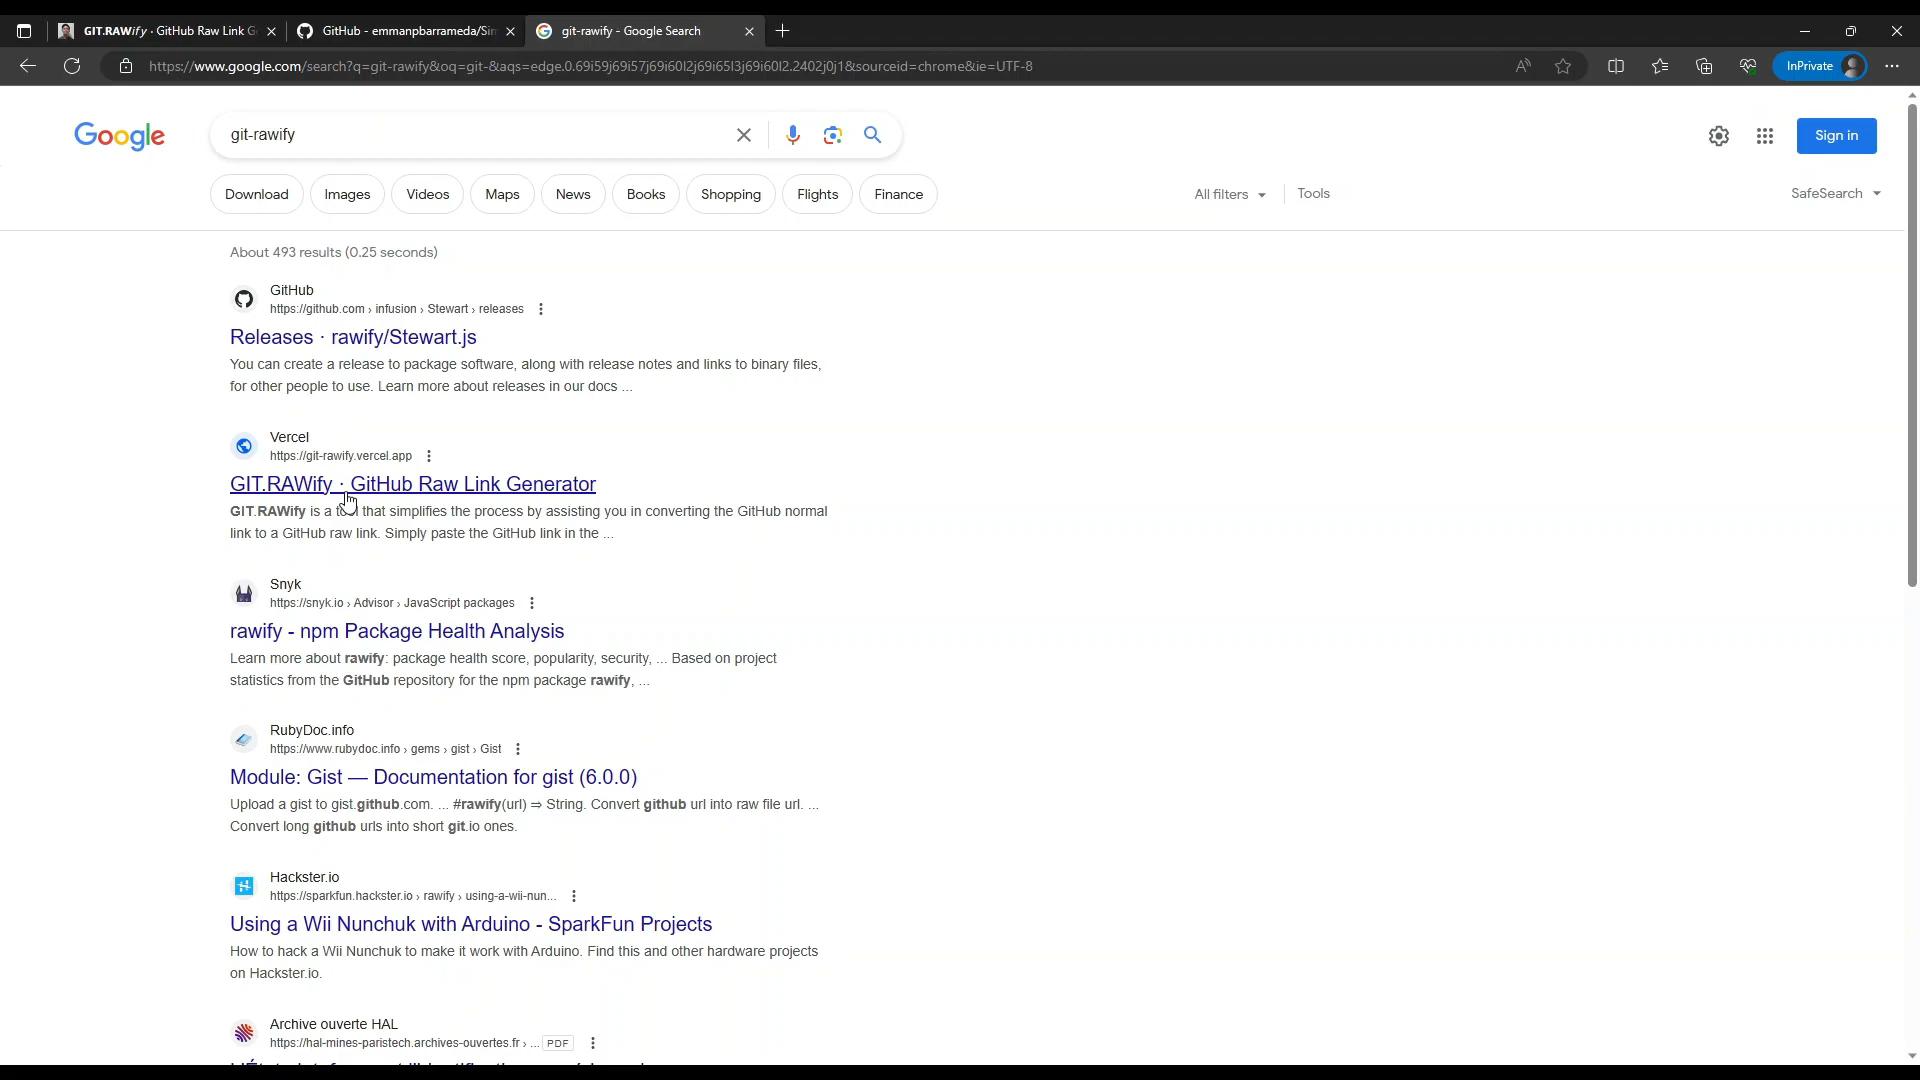 GIT.RAWify · GitHub Raw Link G
GitHub - emmanpbarrameda/Sim
git-rawify - Google Search
https://www.google.com/search?q=git-rawify&oq=git-&aqs=edge.0.69i59j69i57j69i60l2j69i65l3j69i60l2.2402j0j1&sourceid=chrome&ie=UTF-8
InPrivate
Google
git-rawify
Sign in
Download
Images
Videos
Maps
News
Books
Shopping
Flights
Finance
All filters
Tools
SafeSearch
About 493 results (0.25 seconds)
GitHub
https://github.com › infusion › Stewart › releases
Releases · rawify/Stewart.js
You can create a release to package software, along with release notes and links to binary files,
for other people to use. Learn more about releases in our docs ...
Vercel
https://git-rawify.vercel.app
GIT.RAWify · GitHub Raw Link Generator
GIT.RAWify is a tool that simplifies the process by assisting you in converting the GitHub normal
link to a GitHub raw link. Simply paste the GitHub link in the ...
Snyk
https://snyk.io › Advisor › JavaScript packages
rawify - npm Package Health Analysis
Learn more about rawify: package health score, popularity, security, ... Based on project
statistics from the GitHub repository for the npm package rawify, ...
RubyDoc.info
https://www.rubydoc.info › gems › gist › Gist
Module: Gist — Documentation for gist (6.0.0)
Upload a gist to gist.github.com. ... #rawify(url) ⇒ String. Convert github url into raw file url. ...
Convert long github urls into short git.io ones.
Hackster.io
https://sparkfun.hackster.io › rawify › using-a-wii-nun...
Using a Wii Nunchuk with Arduino - SparkFun Projects
How to hack a Wii Nunchuk to make it work with Arduino. Find this and other hardware projects
on Hackster.io.
Archive ouverte HAL
https://hal-mines-paristech.archives-ouvertes.fr › ... PDF